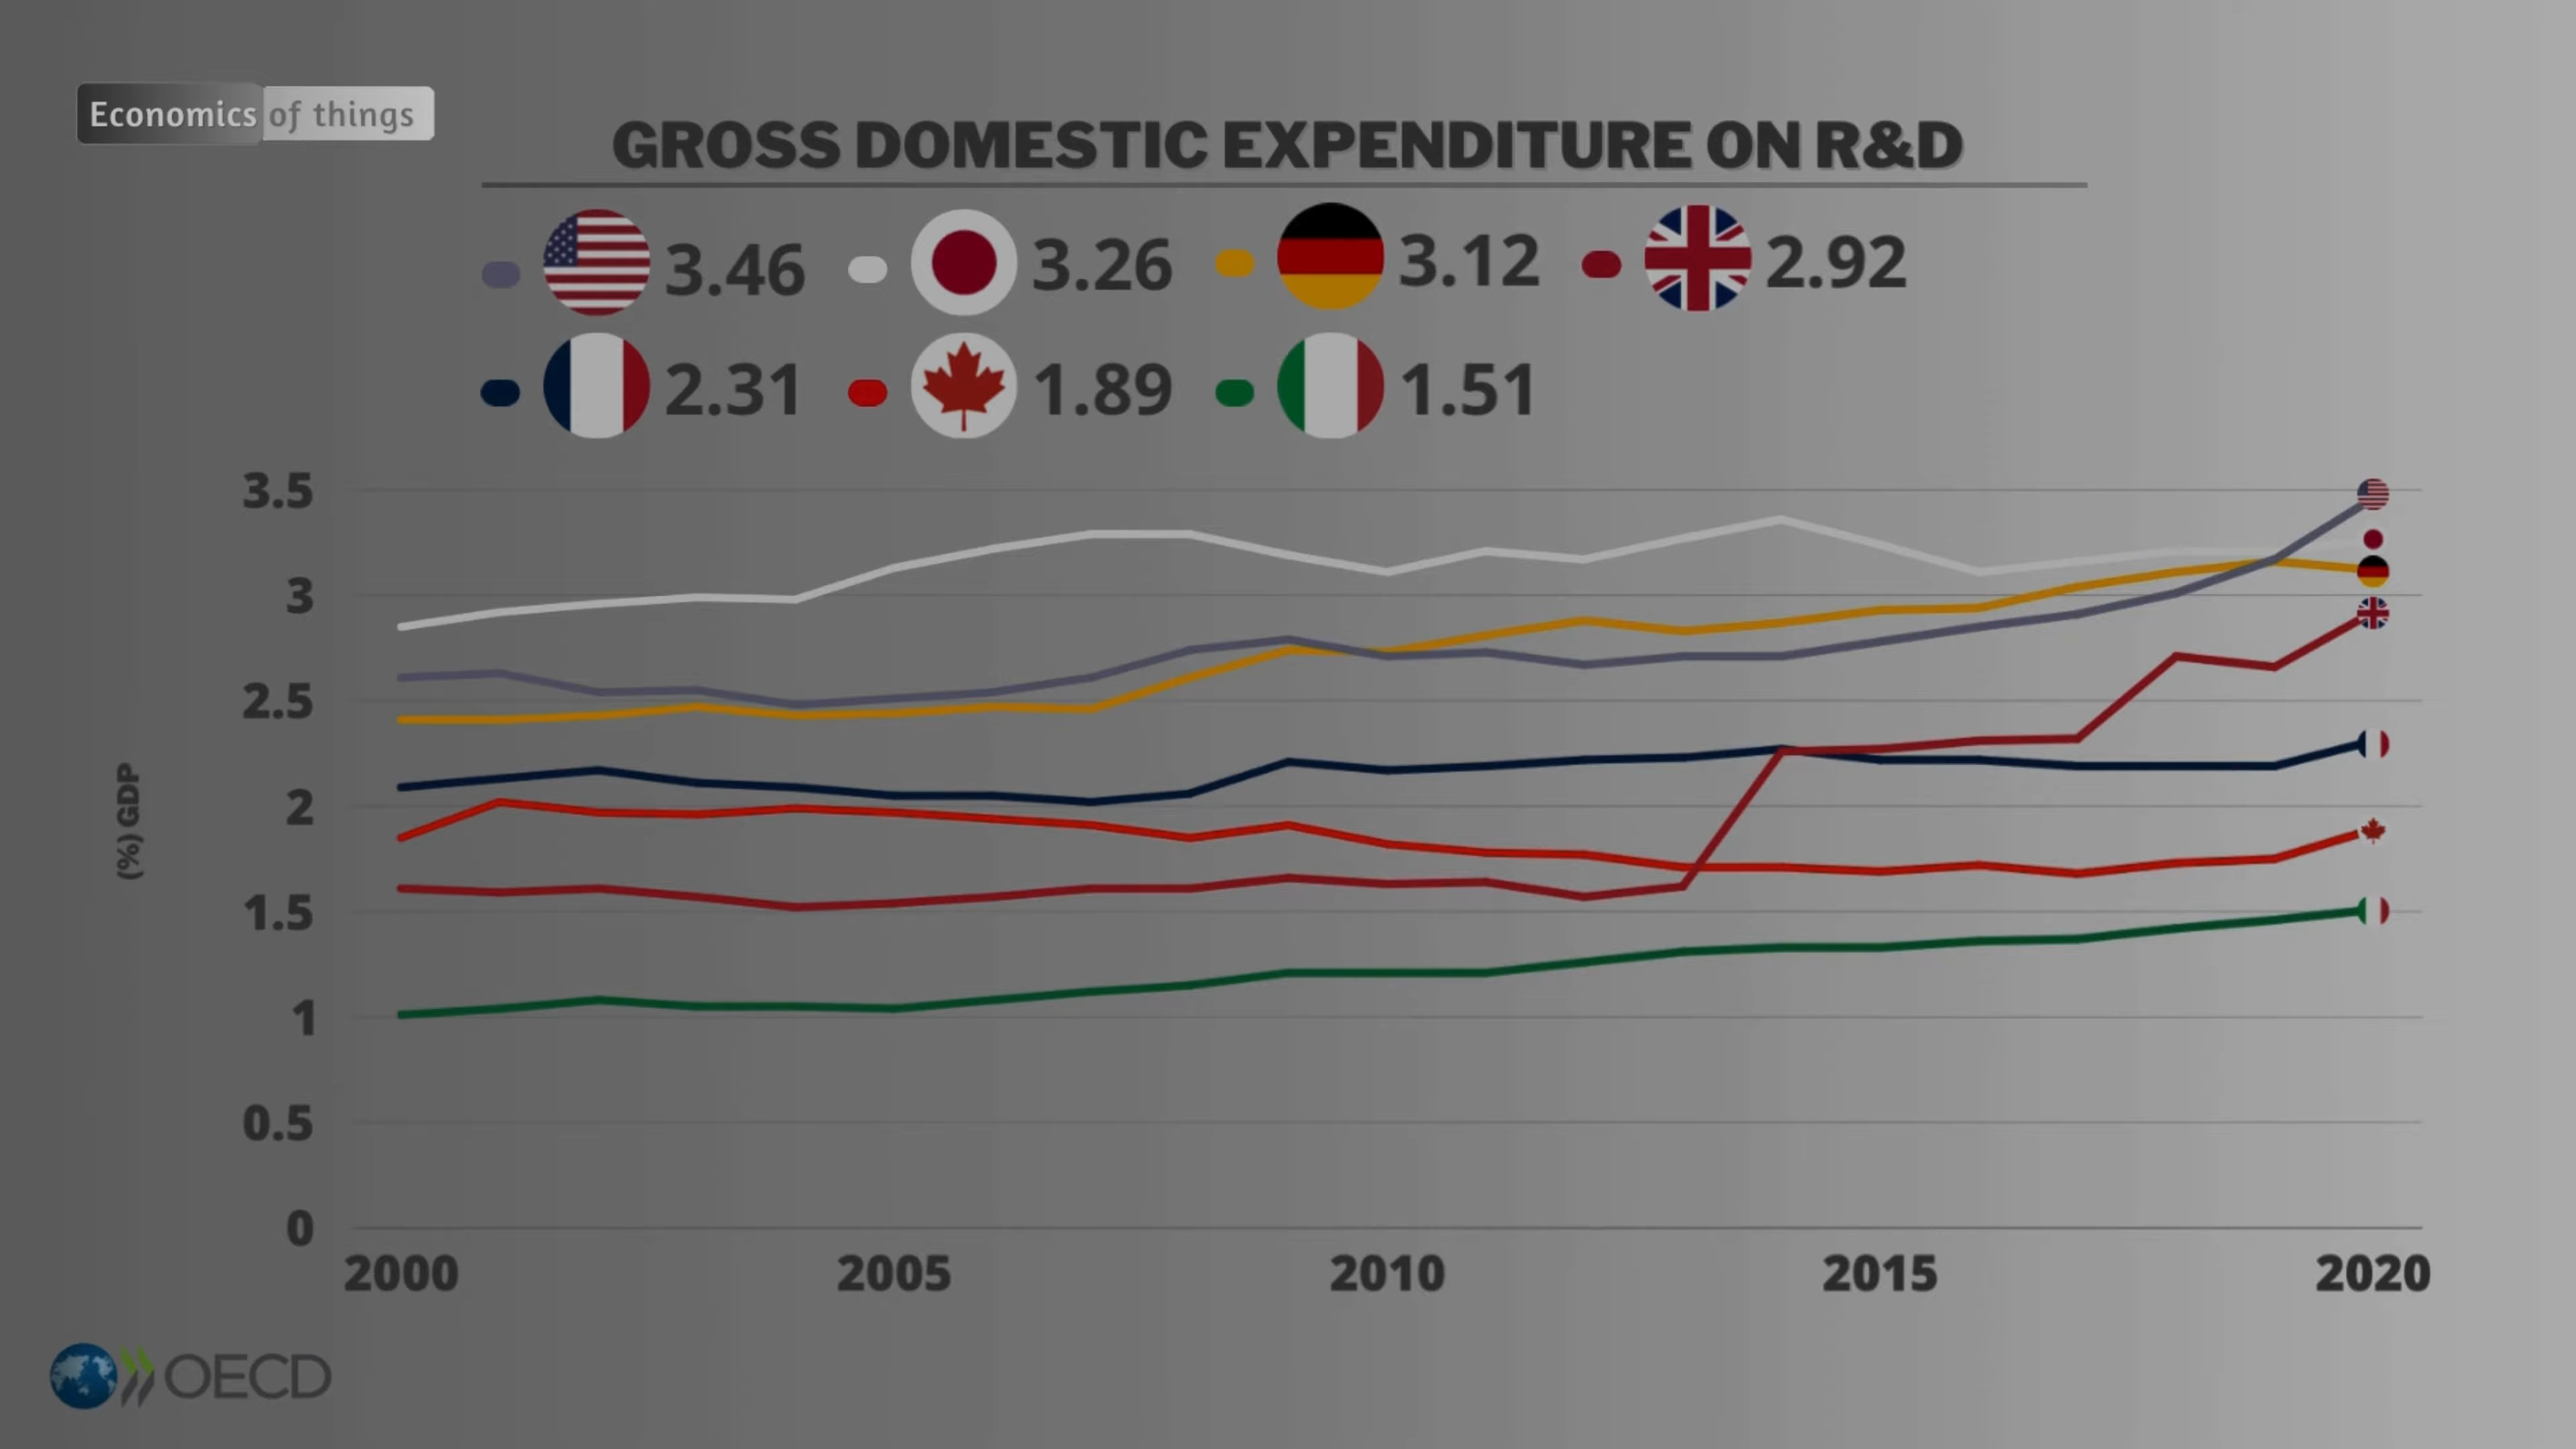 Economics of things
GROSS DOMESTIC EXPENDITURE ON R&D
3.46 3.26 3.12 2.92
2.31 1.89 1.51
3.5
3
2.5
2
1.5
1
0.5
0
(%) GDP
2000 2005 2010 2015 2020
OECD